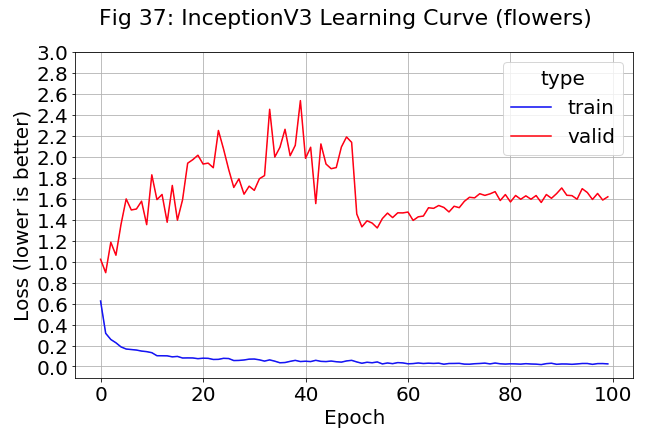 Fig 37: InceptionV3 Learning Curve (flowers)
Loss (lower is better)
3.0
2.8
2.6
2.4
2.2
2.0
1.8
1.6
1.4
1.2
1.0
0.8
0.6
0.4
0.2
0.0
type
train
valid
0 20 40 60 80 100
Epoch